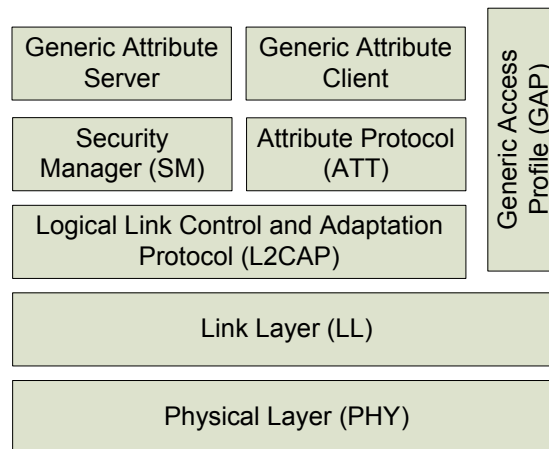 Generic Attribute
Server
Generic Attribute
Client
Generic Access
Profile (GAP)
Security
Manager (SM)
Attribute Protocol
(ATT)
Logical Link Control and Adaptation
Protocol (L2CAP)
Link Layer (LL)
Physical Layer (PHY)